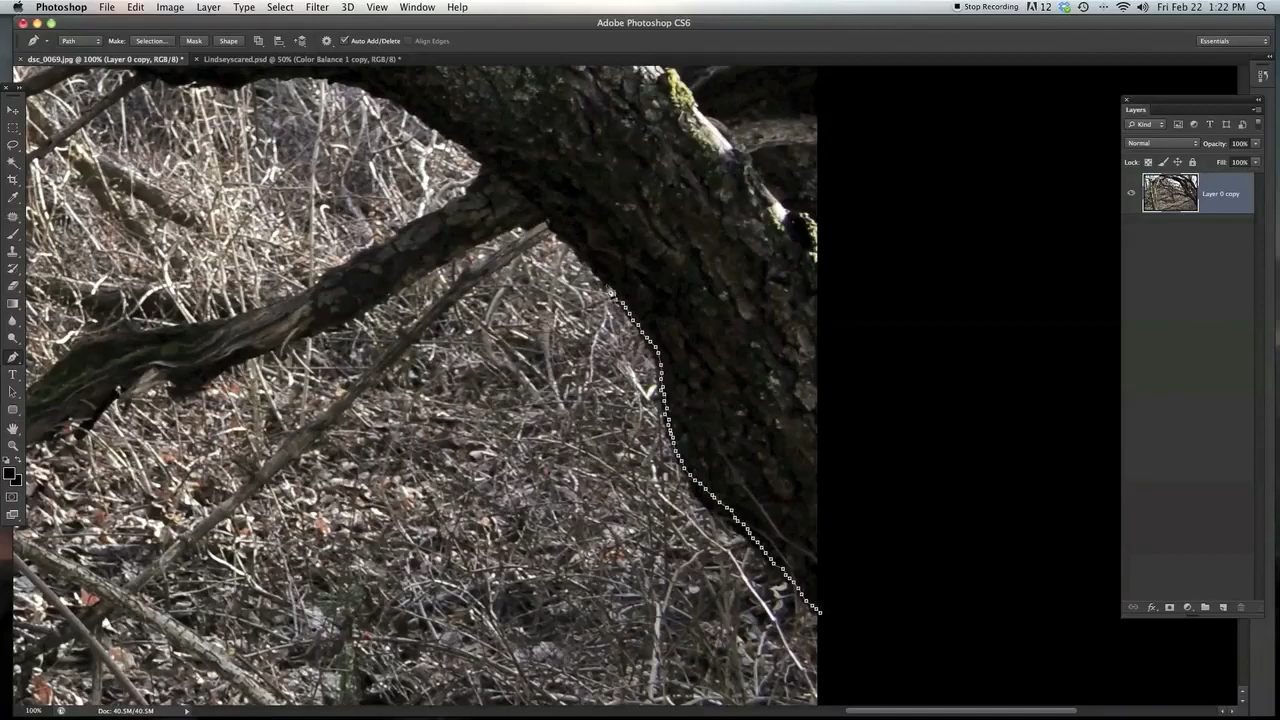 Photoshop File Edit Image Layer Type Select Filter 3D View Window Help Stop Recording 12 Fri Feb 22 1:22 PM
Adobe Photoshop CS6
Path Make: Selection... Mask Shape Auto Add/Delete Align Edges Essentials
× dsc_0069.jpg @ 100% (Layer 0 copy, RGB/8) * × Lindseyscared.psd @ 50% (Color Balance 1 copy, RGB/8) *
Layers
Kind
Normal Opacity: 100%
Lock: Fill: 100%
Layer 0 copy
100% Doc: 40.5M/40.5M